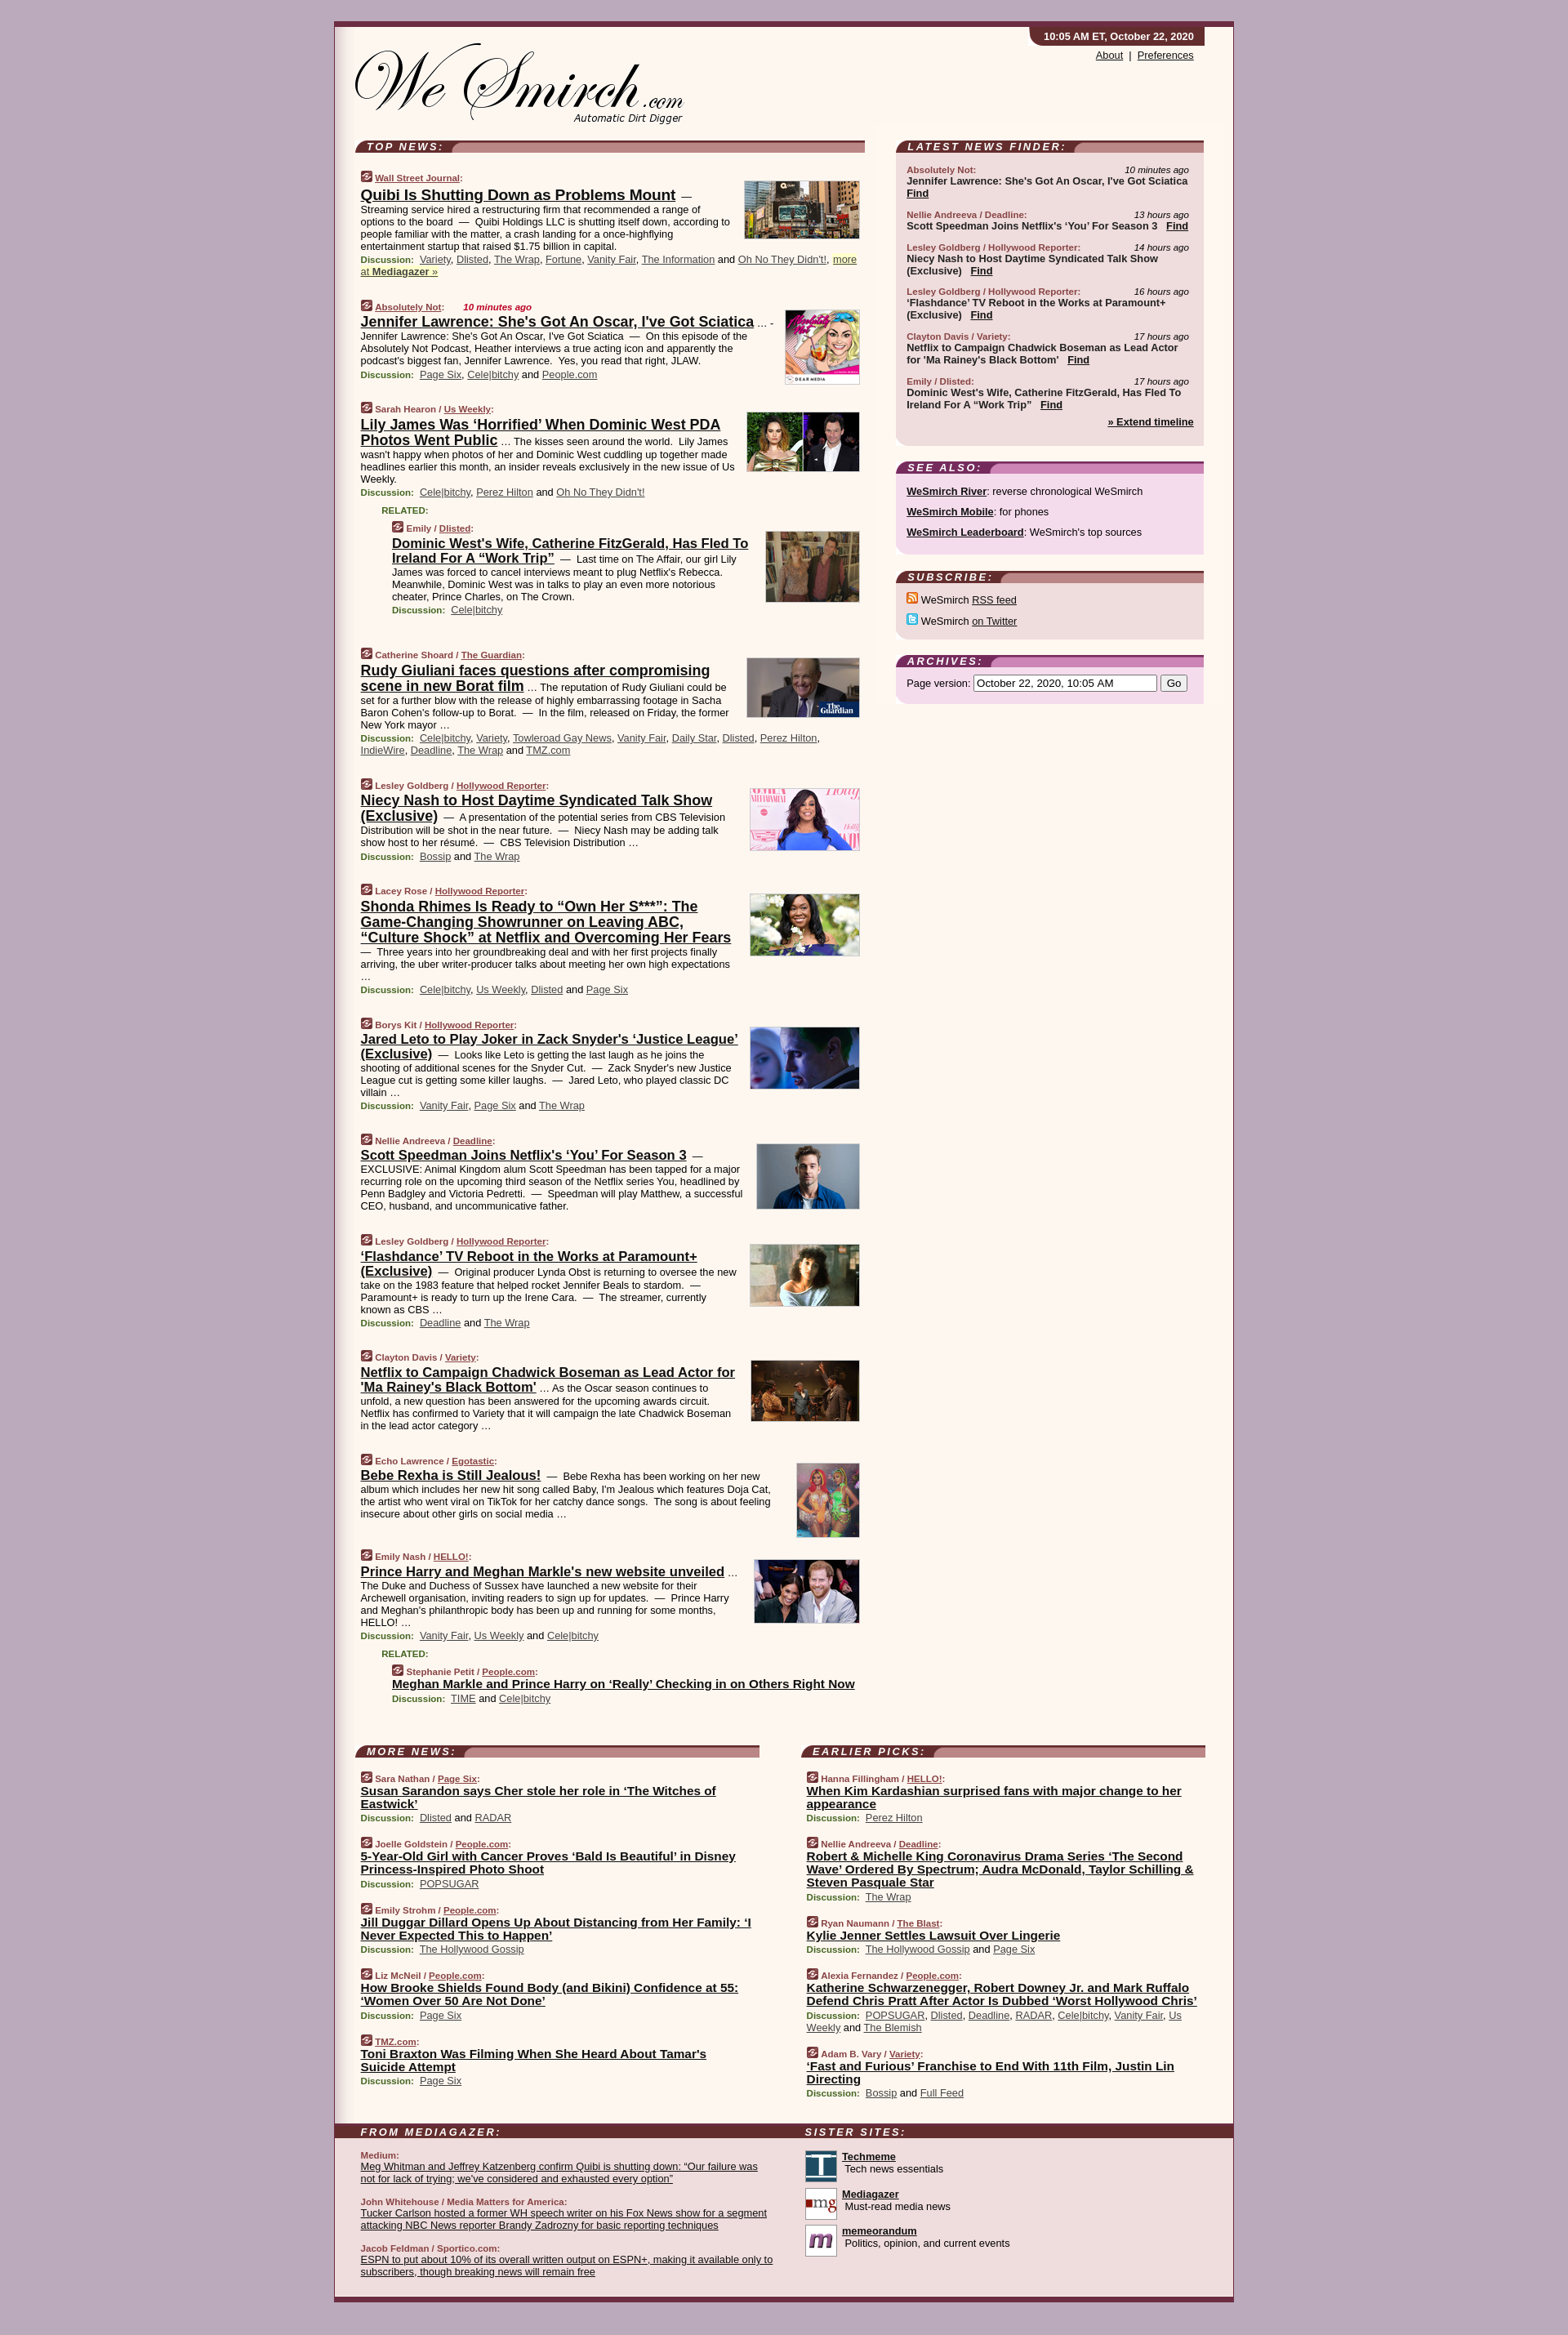 10:05 AM ET, October 22, 2020
About | Preferences
We Smirch.com
Automatic Dirt Digger
TOP NEWS:
Wall Street Journal:
Quibi Is Shutting Down as Problems Mount —
Streaming service hired a restructuring firm that recommended a range of
options to the board — Quibi Holdings LLC is shutting itself down, according to
people familiar with the matter, a crash landing for a once-highflying
entertainment startup that raised $1.75 billion in capital.
Discussion: Variety, Dlisted, The Wrap, Fortune, Vanity Fair, The Information and Oh No They Didn't!, more
at Mediagazer »
Absolutely Not: 10 minutes ago
Jennifer Lawrence: She's Got An Oscar, I've Got Sciatica ... -
Jennifer Lawrence: She's Got An Oscar, I've Got Sciatica — On this episode of the
Absolutely Not Podcast, Heather interviews a true acting icon and apparently the
podcast's biggest fan, Jennifer Lawrence. Yes, you read that right, JLAW.
Discussion: Page Six, Cele|bitchy and People.com
Absolutely Not
DEAR MEDIA
Sarah Hearon / Us Weekly:
Lily James Was ‘Horrified’ When Dominic West PDA
Photos Went Public ... The kisses seen around the world. Lily James
wasn't happy when photos of her and Dominic West cuddling up together made
headlines earlier this month, an insider reveals exclusively in the new issue of Us
Weekly.
Discussion: Cele|bitchy, Perez Hilton and Oh No They Didn't!
RELATED:
Emily / Dlisted:
Dominic West's Wife, Catherine FitzGerald, Has Fled To
Ireland For A “Work Trip” — Last time on The Affair, our girl Lily
James was forced to cancel interviews meant to plug Netflix's Rebecca.
Meanwhile, Dominic West was in talks to play an even more notorious
cheater, Prince Charles, on The Crown.
Discussion: Cele|bitchy
Catherine Shoard / The Guardian:
Rudy Giuliani faces questions after compromising
scene in new Borat film ... The reputation of Rudy Giuliani could be
set for a further blow with the release of highly embarrassing footage in Sacha
Baron Cohen's follow-up to Borat. — In the film, released on Friday, the former
New York mayor …
Discussion: Cele|bitchy, Variety, Towleroad Gay News, Vanity Fair, Daily Star, Dlisted, Perez Hilton,
IndieWire, Deadline, The Wrap and TMZ.com
The Guardian
Lesley Goldberg / Hollywood Reporter:
Niecy Nash to Host Daytime Syndicated Talk Show
(Exclusive) — A presentation of the potential series from CBS Television
Distribution will be shot in the near future. — Niecy Nash may be adding talk
show host to her résumé. — CBS Television Distribution …
Discussion: Bossip and The Wrap
Lacey Rose / Hollywood Reporter:
Shonda Rhimes Is Ready to “Own Her S***”: The
Game-Changing Showrunner on Leaving ABC,
“Culture Shock” at Netflix and Overcoming Her Fears
— Three years into her groundbreaking deal and with her first projects finally
arriving, the uber writer-producer talks about meeting her own high expectations
…
Discussion: Cele|bitchy, Us Weekly, Dlisted and Page Six
Borys Kit / Hollywood Reporter:
Jared Leto to Play Joker in Zack Snyder's ‘Justice League’
(Exclusive) — Looks like Leto is getting the last laugh as he joins the
shooting of additional scenes for the Snyder Cut. — Zack Snyder's new Justice
League cut is getting some killer laughs. — Jared Leto, who played classic DC
villain …
Discussion: Vanity Fair, Page Six and The Wrap
Nellie Andreeva / Deadline:
Scott Speedman Joins Netflix's ‘You’ For Season 3 —
EXCLUSIVE: Animal Kingdom alum Scott Speedman has been tapped for a major
recurring role on the upcoming third season of the Netflix series You, headlined by
Penn Badgley and Victoria Pedretti. — Speedman will play Matthew, a successful
CEO, husband, and uncommunicative father.
Lesley Goldberg / Hollywood Reporter:
‘Flashdance’ TV Reboot in the Works at Paramount+
(Exclusive) — Original producer Lynda Obst is returning to oversee the new
take on the 1983 feature that helped rocket Jennifer Beals to stardom. —
Paramount+ is ready to turn up the Irene Cara. — The streamer, currently
known as CBS …
Discussion: Deadline and The Wrap
Clayton Davis / Variety:
Netflix to Campaign Chadwick Boseman as Lead Actor for
'Ma Rainey's Black Bottom' ... As the Oscar season continues to
unfold, a new question has been answered for the upcoming awards circuit.
Netflix has confirmed to Variety that it will campaign the late Chadwick Boseman
in the lead actor category …
Echo Lawrence / Egotastic:
Bebe Rexha is Still Jealous! — Bebe Rexha has been working on her new
album which includes her new hit song called Baby, I'm Jealous which features Doja Cat,
the artist who went viral on TikTok for her catchy dance songs. The song is about feeling
insecure about other girls on social media …
Emily Nash / HELLO!:
Prince Harry and Meghan Markle's new website unveiled ...
The Duke and Duchess of Sussex have launched a new website for their
Archewell organisation, inviting readers to sign up for updates. — Prince Harry
and Meghan's philanthropic body has been up and running for some months,
HELLO! …
Discussion: Vanity Fair, Us Weekly and Cele|bitchy
RELATED:
Stephanie Petit / People.com:
Meghan Markle and Prince Harry on ‘Really’ Checking in on Others Right Now
Discussion: TIME and Cele|bitchy
LATEST NEWS FINDER:
Absolutely Not: 10 minutes ago
Jennifer Lawrence: She's Got An Oscar, I've Got Sciatica
Find
Nellie Andreeva / Deadline: 13 hours ago
Scott Speedman Joins Netflix's ‘You’ For Season 3 Find
Lesley Goldberg / Hollywood Reporter: 14 hours ago
Niecy Nash to Host Daytime Syndicated Talk Show
(Exclusive) Find
Lesley Goldberg / Hollywood Reporter: 16 hours ago
‘Flashdance’ TV Reboot in the Works at Paramount+
(Exclusive) Find
Clayton Davis / Variety: 17 hours ago
Netflix to Campaign Chadwick Boseman as Lead Actor
for 'Ma Rainey's Black Bottom' Find
Emily / Dlisted: 17 hours ago
Dominic West's Wife, Catherine FitzGerald, Has Fled To
Ireland For A “Work Trip” Find
» Extend timeline
SEE ALSO:
WeSmirch River: reverse chronological WeSmirch
WeSmirch Mobile: for phones
WeSmirch Leaderboard: WeSmirch's top sources
SUBSCRIBE:
WeSmirch RSS feed
WeSmirch on Twitter
ARCHIVES:
Page version: October 22, 2020, 10:05 AM Go
MORE NEWS:
Sara Nathan / Page Six:
Susan Sarandon says Cher stole her role in ‘The Witches of
Eastwick’
Discussion: Dlisted and RADAR
Joelle Goldstein / People.com:
5-Year-Old Girl with Cancer Proves ‘Bald Is Beautiful’ in Disney
Princess-Inspired Photo Shoot
Discussion: POPSUGAR
Emily Strohm / People.com:
Jill Duggar Dillard Opens Up About Distancing from Her Family: ‘I
Never Expected This to Happen’
Discussion: The Hollywood Gossip
Liz McNeil / People.com:
How Brooke Shields Found Body (and Bikini) Confidence at 55:
‘Women Over 50 Are Not Done’
Discussion: Page Six
TMZ.com:
Toni Braxton Was Filming When She Heard About Tamar's
Suicide Attempt
Discussion: Page Six
EARLIER PICKS:
Hanna Fillingham / HELLO!:
When Kim Kardashian surprised fans with major change to her
appearance
Discussion: Perez Hilton
Nellie Andreeva / Deadline:
Robert & Michelle King Coronavirus Drama Series ‘The Second
Wave’ Ordered By Spectrum; Audra McDonald, Taylor Schilling &
Steven Pasquale Star
Discussion: The Wrap
Ryan Naumann / The Blast:
Kylie Jenner Settles Lawsuit Over Lingerie
Discussion: The Hollywood Gossip and Page Six
Alexia Fernandez / People.com:
Katherine Schwarzenegger, Robert Downey Jr. and Mark Ruffalo
Defend Chris Pratt After Actor Is Dubbed ‘Worst Hollywood Chris’
Discussion: POPSUGAR, Dlisted, Deadline, RADAR, Cele|bitchy, Vanity Fair, Us
Weekly and The Blemish
Adam B. Vary / Variety:
‘Fast and Furious’ Franchise to End With 11th Film, Justin Lin
Directing
Discussion: Bossip and Full Feed
FROM MEDIAGAZER:
Medium:
Meg Whitman and Jeffrey Katzenberg confirm Quibi is shutting down: “Our failure was
not for lack of trying; we've considered and exhausted every option”
John Whitehouse / Media Matters for America:
Tucker Carlson hosted a former WH speech writer on his Fox News show for a segment
attacking NBC News reporter Brandy Zadrozny for basic reporting techniques
Jacob Feldman / Sportico.com:
ESPN to put about 10% of its overall written output on ESPN+, making it available only to
subscribers, though breaking news will remain free
SISTER SITES:
T
Techmeme
Tech news essentials
mg
Mediagazer
Must-read media news
m
memeorandum
Politics, opinion, and current events